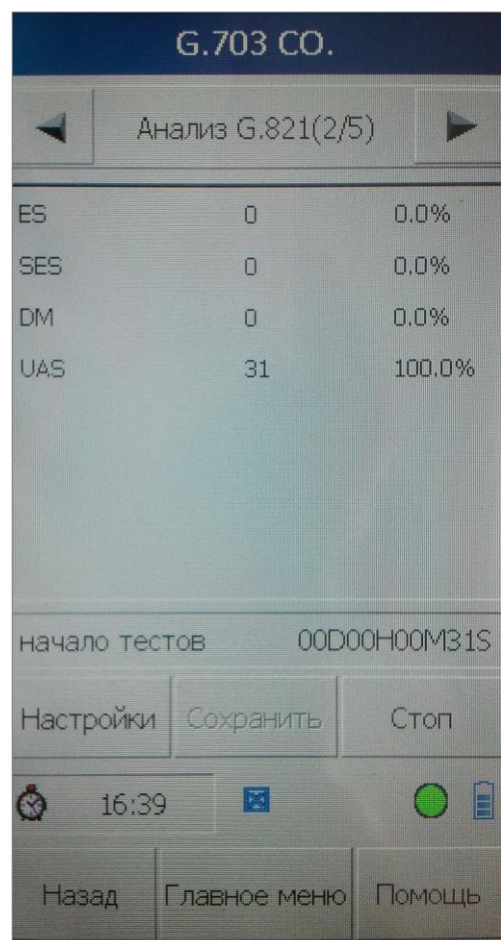 G.703 CO.
Анализ G.821(2/5)
ES 0 0.0%
SES 0 0.0%
DM 0 0.0%
UAS 31 100.0%
начало тестов 00D00H00M31S
Настройки Сохранить Стоп
16:39
Назад Главное меню Помощь